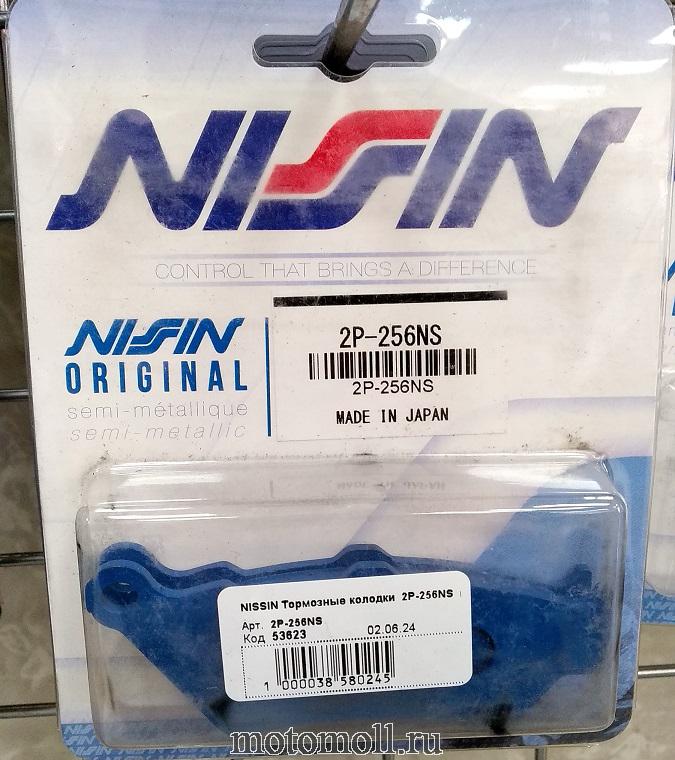 NISSIN
CONTROL THAT BRINGS A DIFFERENCE
NISSIN
ORIGINAL
semi-métallique
semi-metallic
2P-256NS
2P-256NS
MADE IN JAPAN
NISSIN Тормозные колодки 2P-256NS
Арт. 2P-256NS
Код 53623 02.06.24
1 000038 580245
motomoll.ru